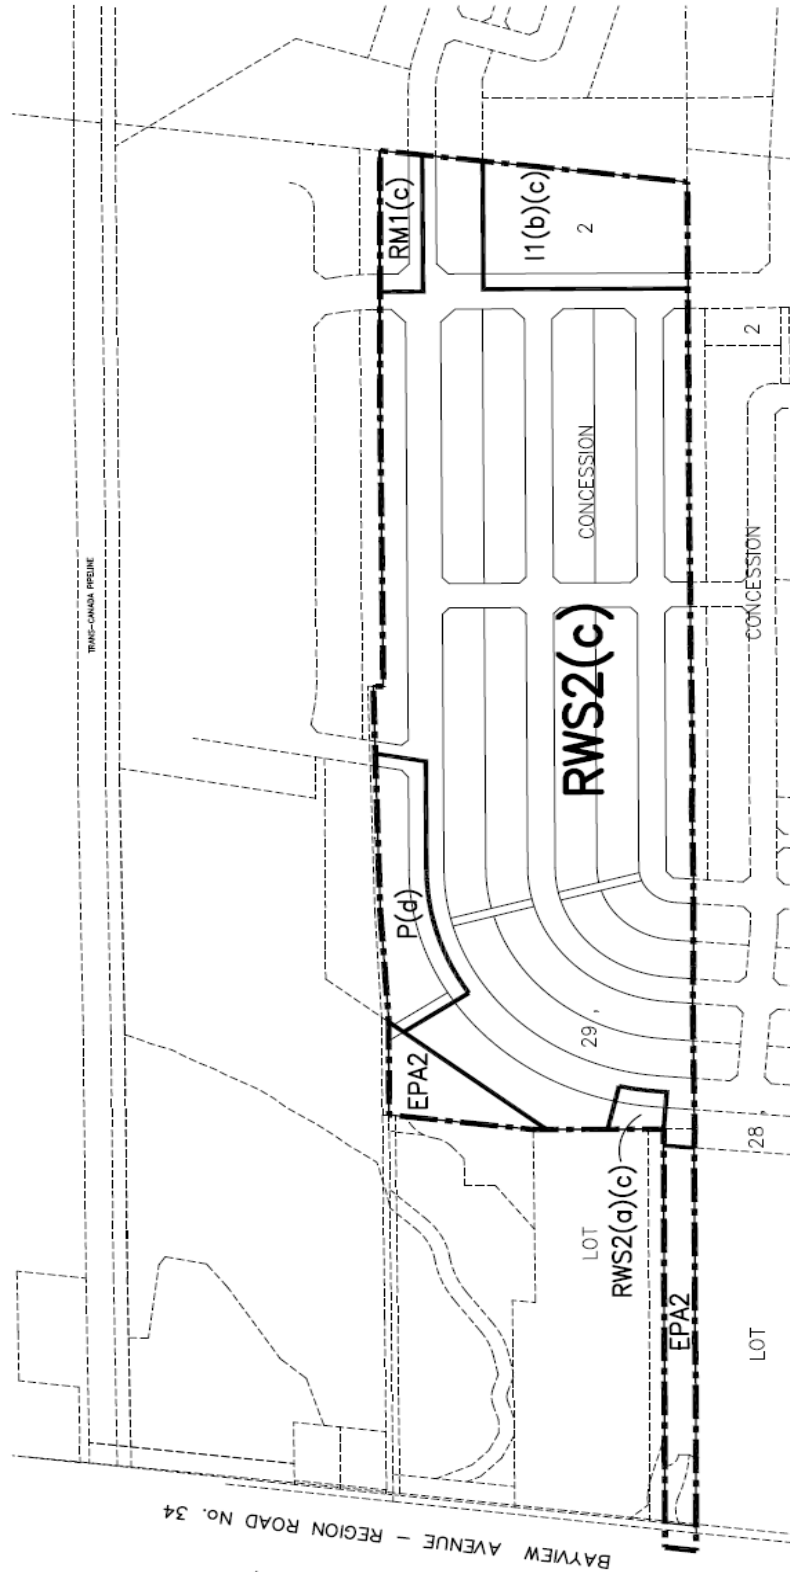 RM1(c)
I1(b)(c)
2
2
CONCESSION
CONCESSION
TRANS-CANADA PIPELINE
RWS2(c)
P(d)
29 ,
EPA2
28 ,
RWS2(a)(c)
LOT
EPA2
LOT
BAYVIEW AVENUE – REGION ROAD No. 34